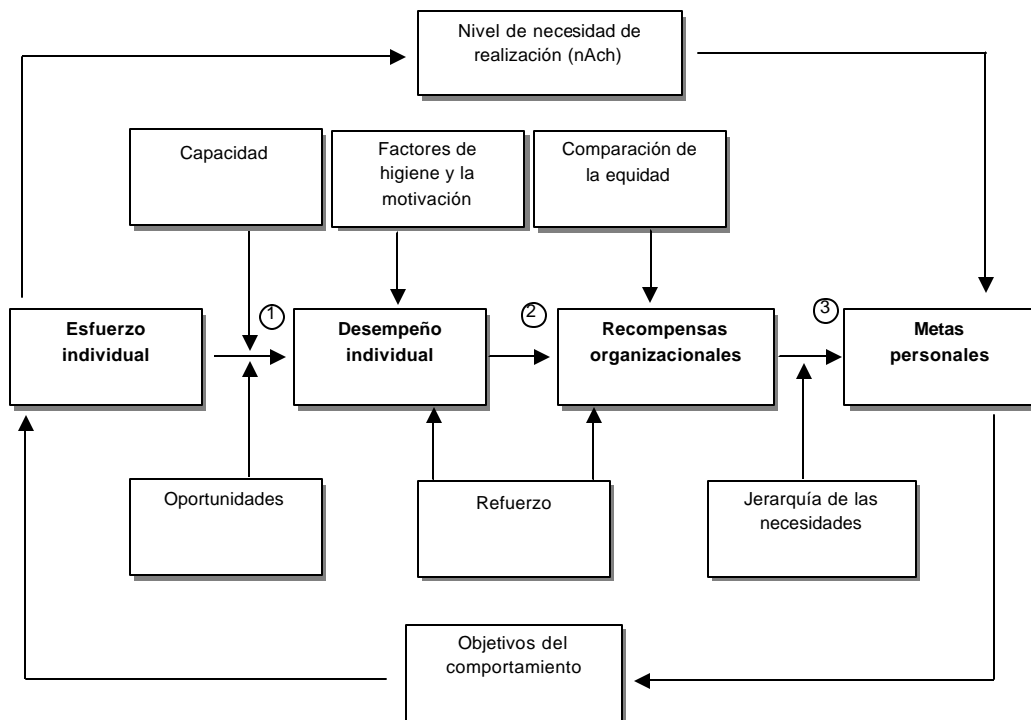 Nivel de necesidad de
realización (nAch)
Capacidad
Factores de
higiene y la
motivación
Comparación de
la equidad
1
Esfuerzo
individual
Desempeño
individual
2
Recompensas
organizacionales
3
Metas
personales
Oportunidades
Refuerzo
Jerarquía de las
necesidades
Objetivos del
comportamiento